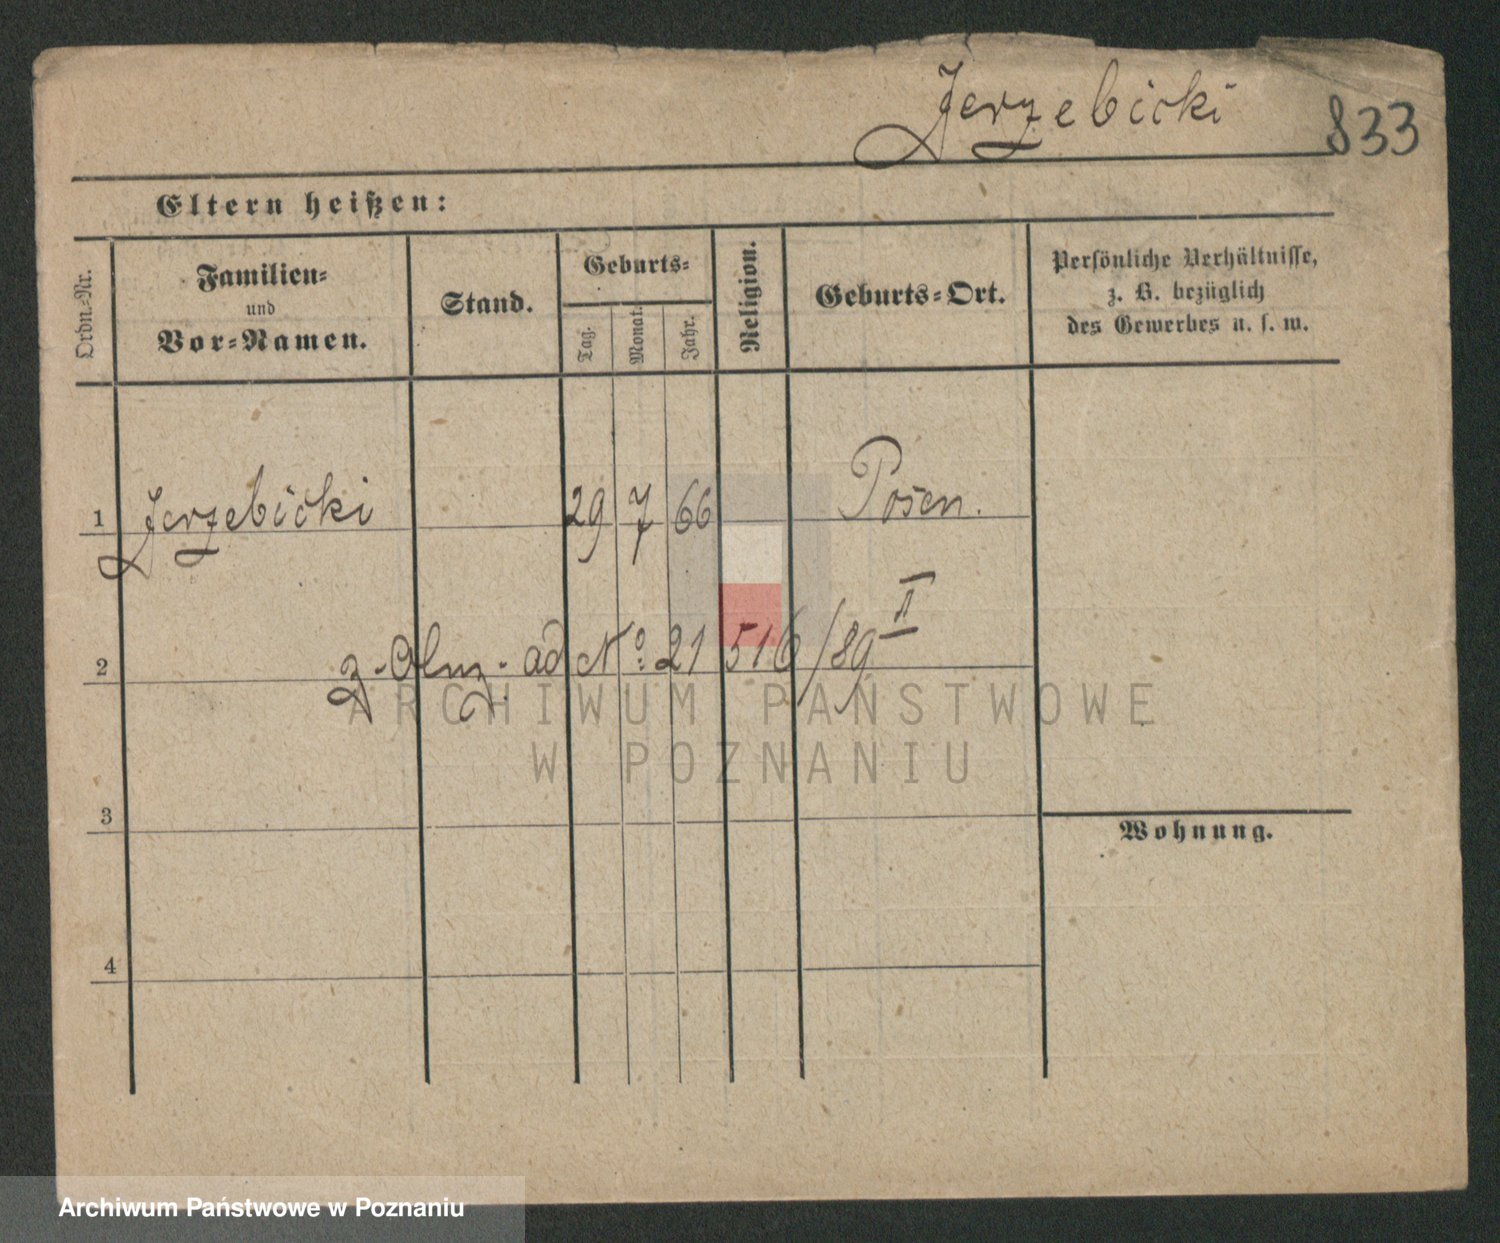 Jerzebicki 833
Eltern heißen:
Ordn.-Nr.
Familien-
und
Vor-Namen.
Stand.
Geburts-
Tag.
Monat.
Jahr.
Religion.
Geburts-Ort.
Persönliche Verhältnisse,
z. B. bezüglich
des Gewerbes u. s. w.
1 Jerzebicki 29 7 66 Posen.
2 ad No: 21516/89 II
ARCHIWUM PAŃSTWOWE
W POZNANIU
3
Wohnung.
4
Archiwum Państwowe w Poznaniu